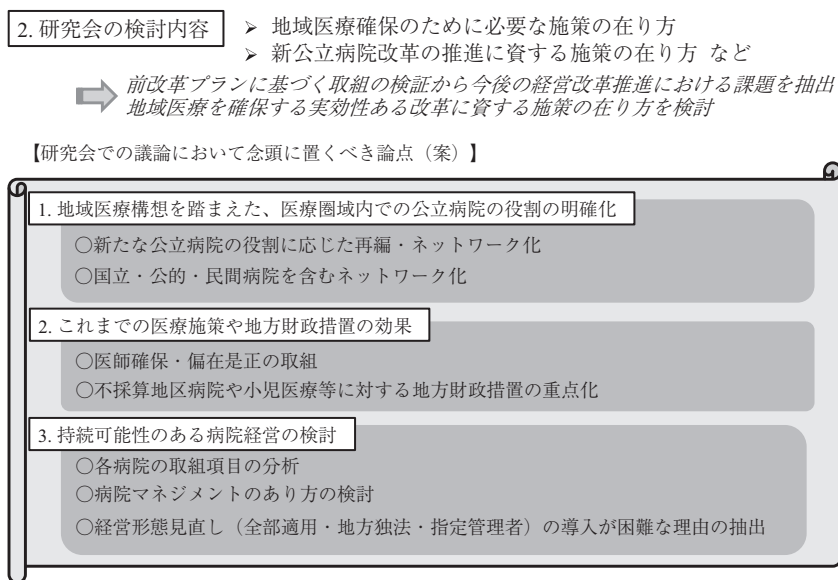 2. 研究会の検討内容
➢ 地域医療確保のために必要な施策の在り方
➢ 新公立病院改革の推進に資する施策の在り方 など
前改革プランに基づく取組の検証から今後の経営改革推進における課題を抽出
地域医療を確保する実効性ある改革に資する施策の在り方を検討
【研究会での議論において念頭に置くべき論点（案）】
1. 地域医療構想を踏まえた、医療圏域内での公立病院の役割の明確化
○新たな公立病院の役割に応じた再編・ネットワーク化
○国立・公的・民間病院を含むネットワーク化
2. これまでの医療施策や地方財政措置の効果
○医師確保・偏在是正の取組
○不採算地区病院や小児医療等に対する地方財政措置の重点化
3. 持続可能性のある病院経営の検討
○各病院の取組項目の分析
○病院マネジメントのあり方の検討
○経営形態見直し（全部適用・地方独法・指定管理者）の導入が困難な理由の抽出